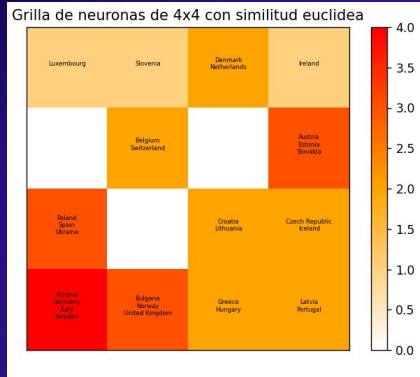 Grilla de neuronas de 4x4 con similitud euclidea
Luxembourg
Slovenia
Denmark
Netherlands
Ireland
Belgium
Switzerland
Austria
Estonia
Slovakia
Poland
Spain
Ukraine
Croatia
Lithuania
Czech Republic
Iceland
Finland
Germany
Italy
Sweden
Bulgaria
Norway
United Kingdom
Greece
Hungary
Latvia
Portugal
4.0
3.5
3.0
2.5
2.0
1.5
1.0
0.5
0.0